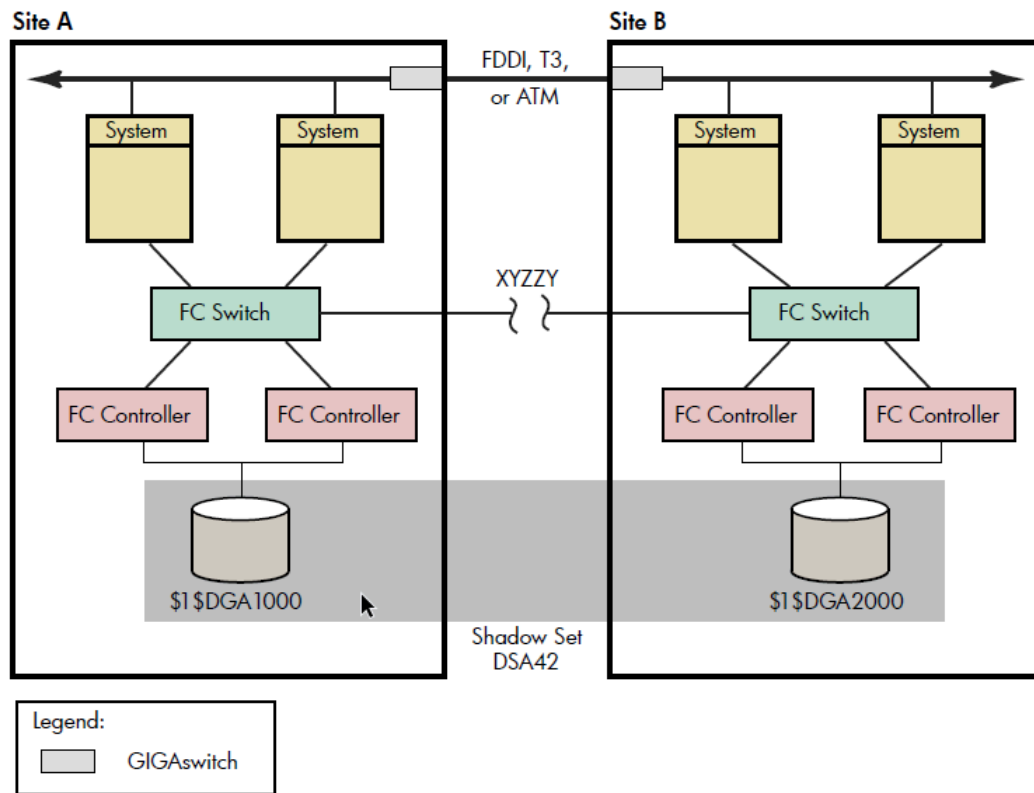 Site A
Site B
FDDI, T3,
or ATM
System
System
System
System
XYZZY
FC Switch
FC Switch
FC Controller
FC Controller
FC Controller
FC Controller
$1$DGA1000
$1$DGA2000
Shadow Set
DSA42
Legend:
GIGAswitch